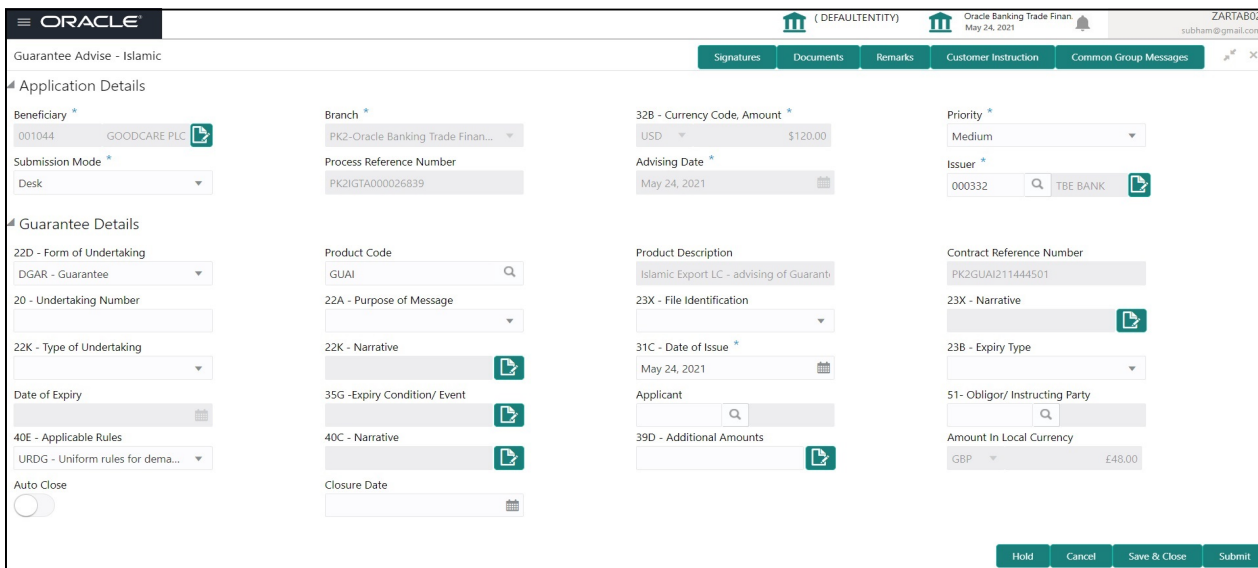 ORACLE
( DEFAULTENTITY)
Oracle Banking Trade Finan.
May 24, 2021
ZARTAB02
subham@gmail.com
Guarantee Advise - Islamic
Signatures Documents Remarks Customer Instruction Common Group Messages
Application Details
Beneficiary * Branch * 32B - Currency Code, Amount * Priority *
001044 GOODCARE PLC PK2-Oracle Banking Trade Finan... USD $120.00 Medium
Submission Mode * Process Reference Number Advising Date * Issuer *
Desk PK2IGTA000026839 May 24, 2021 000332 TBE BANK
Guarantee Details
22D - Form of Undertaking Product Code Product Description Contract Reference Number
DGAR - Guarantee GUAI Islamic Export LC - advising of Guarant PK2GUAI211444501
20 - Undertaking Number 22A - Purpose of Message 23X - File Identification 23X - Narrative
22K - Type of Undertaking 22K - Narrative 31C - Date of Issue * 23B - Expiry Type
May 24, 2021
Date of Expiry 35G -Expiry Condition/ Event Applicant 51- Obligor/ Instructing Party
40E - Applicable Rules 40C - Narrative 39D - Additional Amounts Amount In Local Currency
URDG - Uniform rules for dema... GBP £48.00
Auto Close Closure Date
Hold Cancel Save & Close Submit